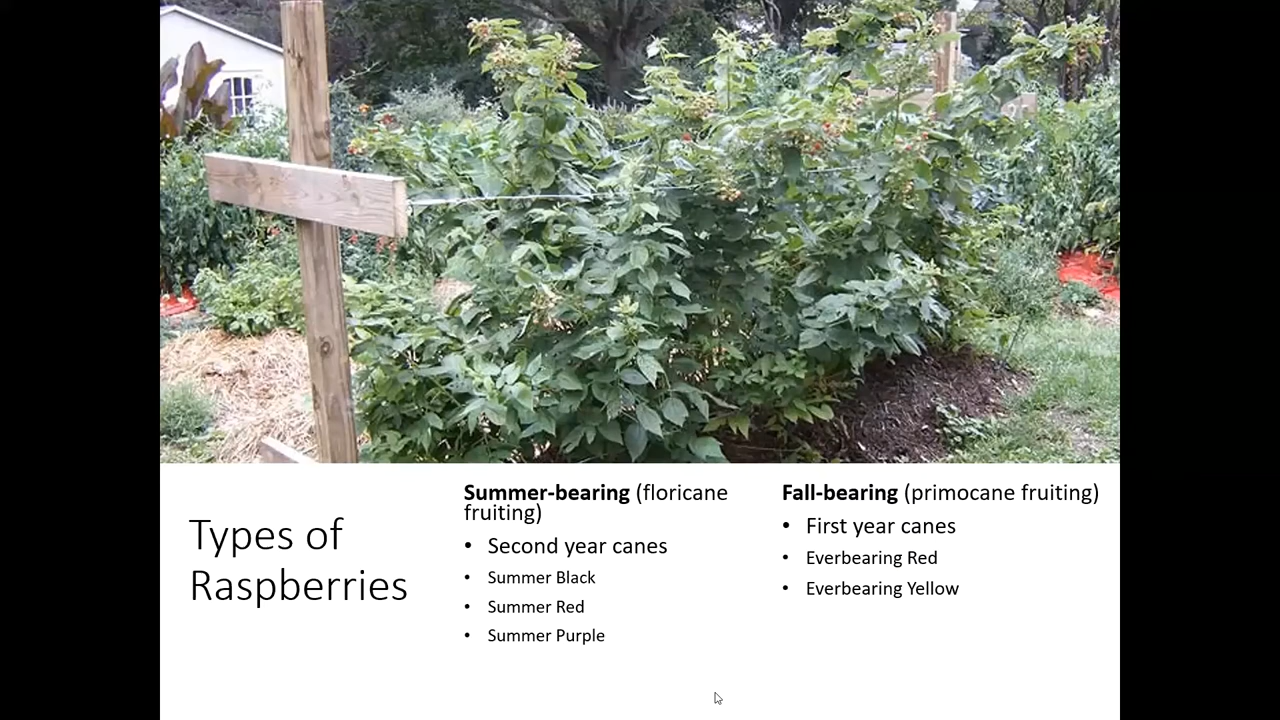 Types of
Raspberries
Summer-bearing (floricane
fruiting)
• Second year canes
• Summer Black
• Summer Red
• Summer Purple
Fall-bearing (primocane fruiting)
• First year canes
• Everbearing Red
• Everbearing Yellow